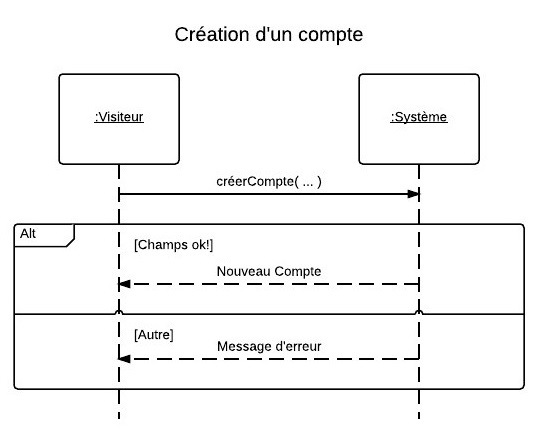 Création d'un compte
:Visiteur
:Système
créerCompte( ... )
Alt
[Champs ok!]
Nouveau Compte
[Autre]
Message d'erreur